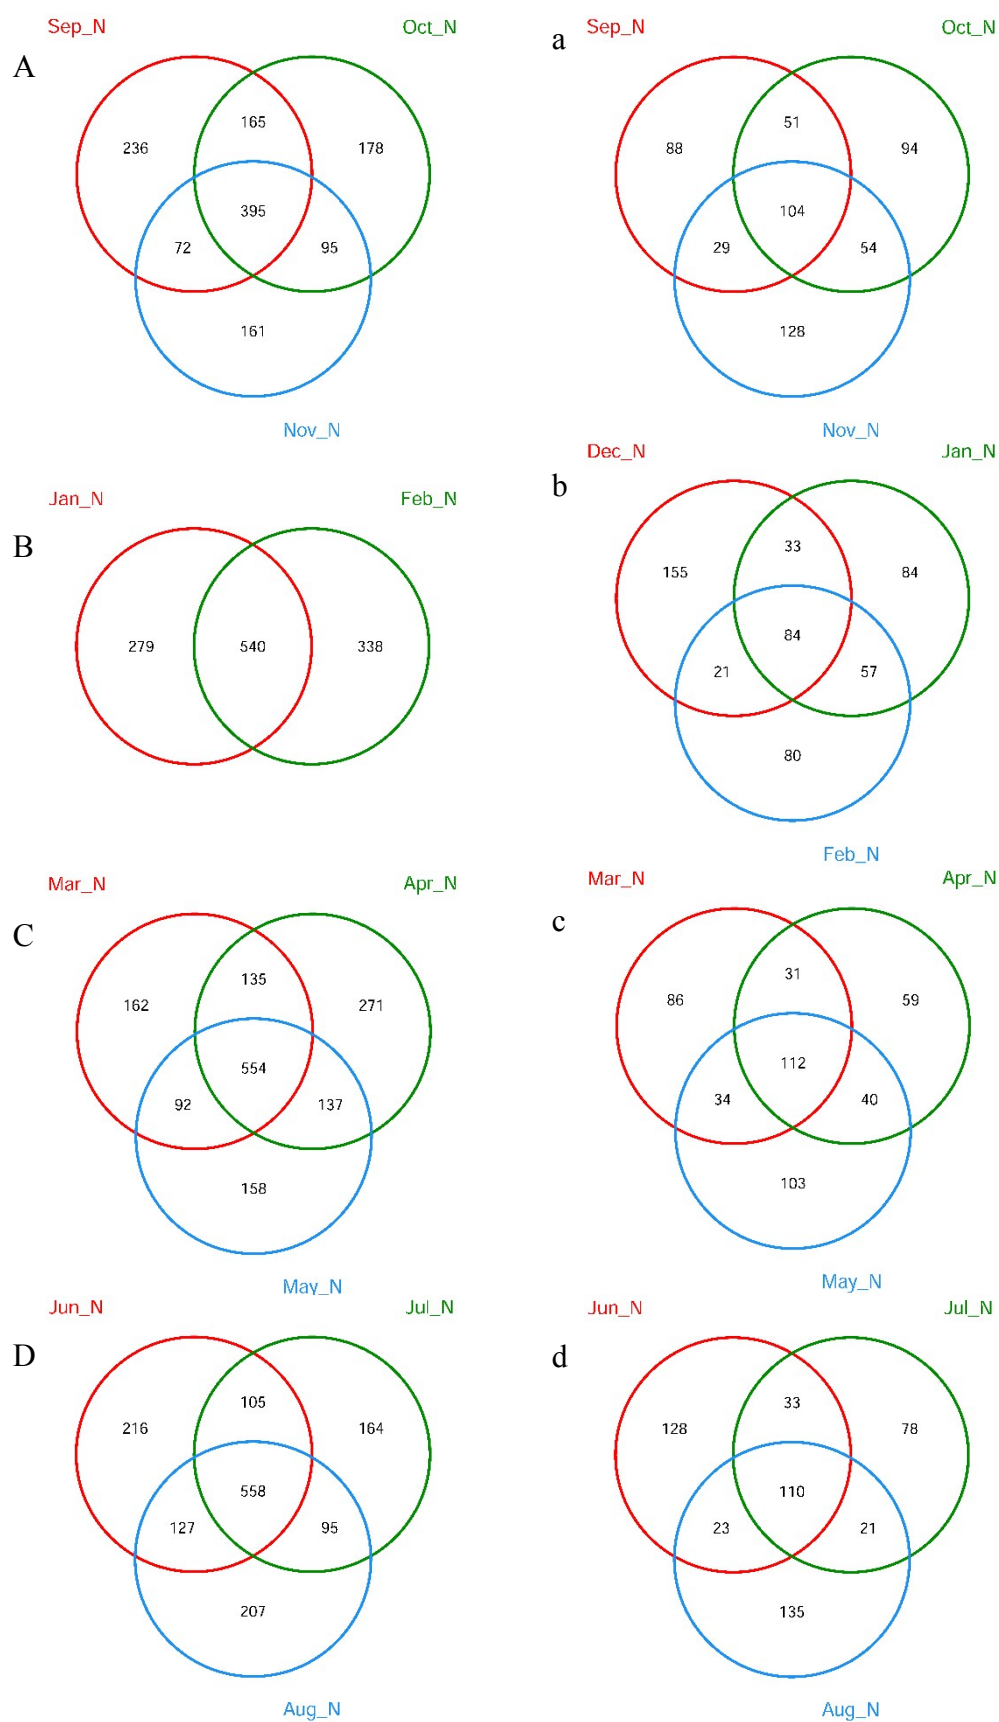 A
Sep_N
Oct_N
236
165
178
395
72
95
161
Nov_N
a
Sep_N
Oct_N
88
51
94
104
29
54
128
Nov_N
B
Jan_N
Feb_N
279
540
338
b
Dec_N
Jan_N
155
33
84
84
21
57
80
Feb_N
C
Mar_N
Apr_N
162
135
271
554
92
137
158
May_N
c
Mar_N
Apr_N
86
31
59
112
34
40
103
May_N
D
Jun_N
Jul_N
216
105
164
558
127
95
207
Aug_N
d
Jun_N
Jul_N
128
33
78
110
23
21
135
Aug_N